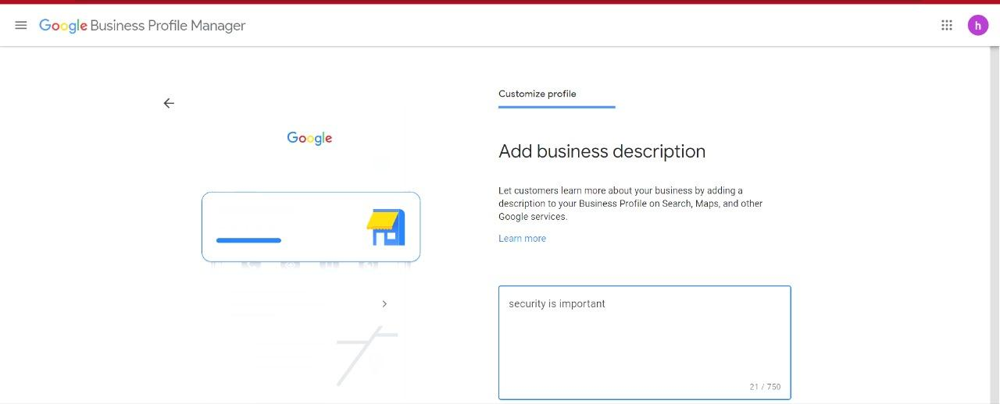 Google Business Profile Manager
h
Customize profile
Google
Add business description
Let customers learn more about your business by adding a
description to your Business Profile on Search, Maps, and other
Google services.
Learn more
security is important
21 / 750